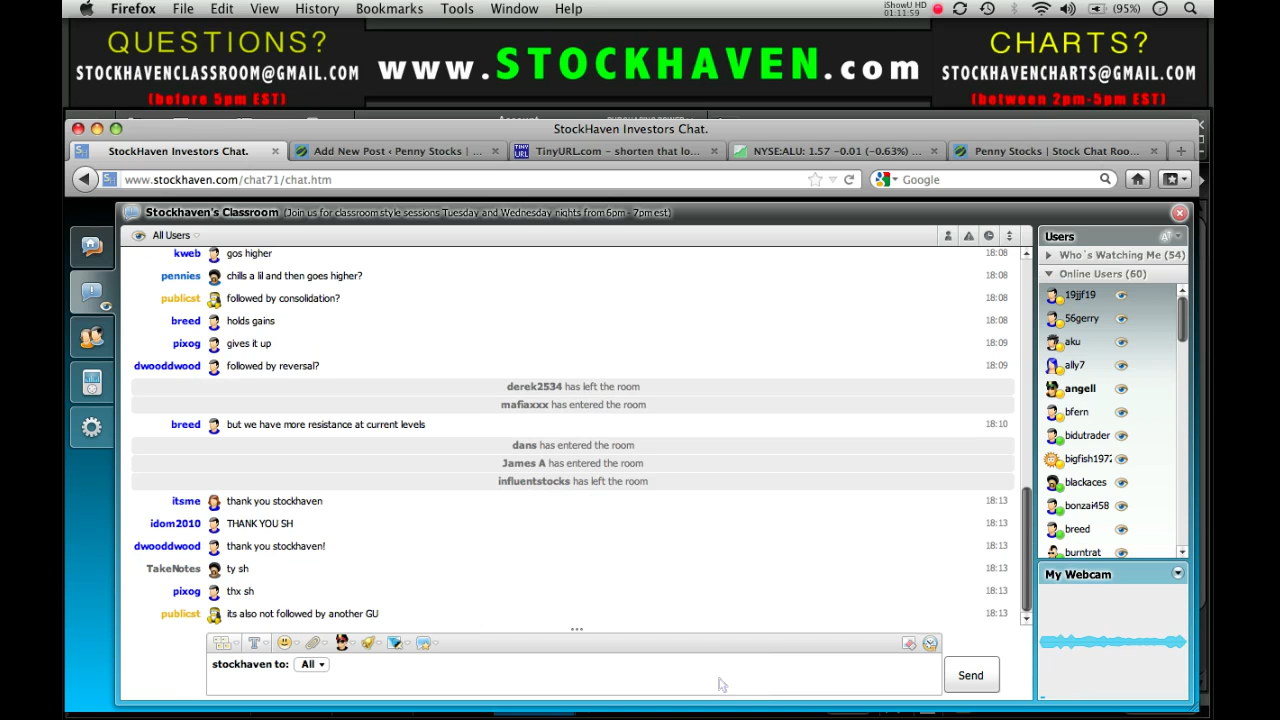 Firefox File Edit View History Bookmarks Tools Window Help iShowU HD 01:11:59 (95%)
QUESTIONS?
STOCKHAVENCLASSROOM@GMAIL.COM
(before 5pm EST)
www.STOCKHAVEN.com
CHARTS?
STOCKHAVENCHARTS@GMAIL.COM
(between 2pm-5pm EST)
StockHaven Investors Chat.
StockHaven Investors Chat. Add New Post ‹ Penny Stocks | ... TinyURL.com – shorten that lo... NYSE:ALU: 1.57 -0.01 (-0.63%) ... Penny Stocks | Stock Chat Roo...
www.stockhaven.com/chat71/chat.htm Google
Stockhaven's Classroom (Join us for classroom style sessions Tuesday and Wednesday nights from 6pm - 7pm est)
All Users
kweb gos higher 18:08
pennies chills a lil and then goes higher? 18:08
publicst followed by consolidation? 18:08
breed holds gains 18:08
pixog gives it up 18:09
dwooddwood followed by reversal? 18:09
derek2534 has left the room
mafiaxxx has entered the room
breed but we have more resistance at current levels 18:10
dans has entered the room
James A has entered the room
influentstocks has left the room
itsme thank you stockhaven 18:13
idom2010 THANK YOU SH 18:13
dwooddwood thank you stockhaven! 18:13
TakeNotes ty sh 18:13
pixog thx sh 18:13
publicst its also not followed by another GU 18:13
stockhaven to: All
Send
Users
Who´s Watching Me (54)
Online Users (60)
19jjf19
56gerry
aku
ally7
angell
bfern
bidutrader
bigfish1972
blackaces
bonzai458
breed
burntrat
My Webcam